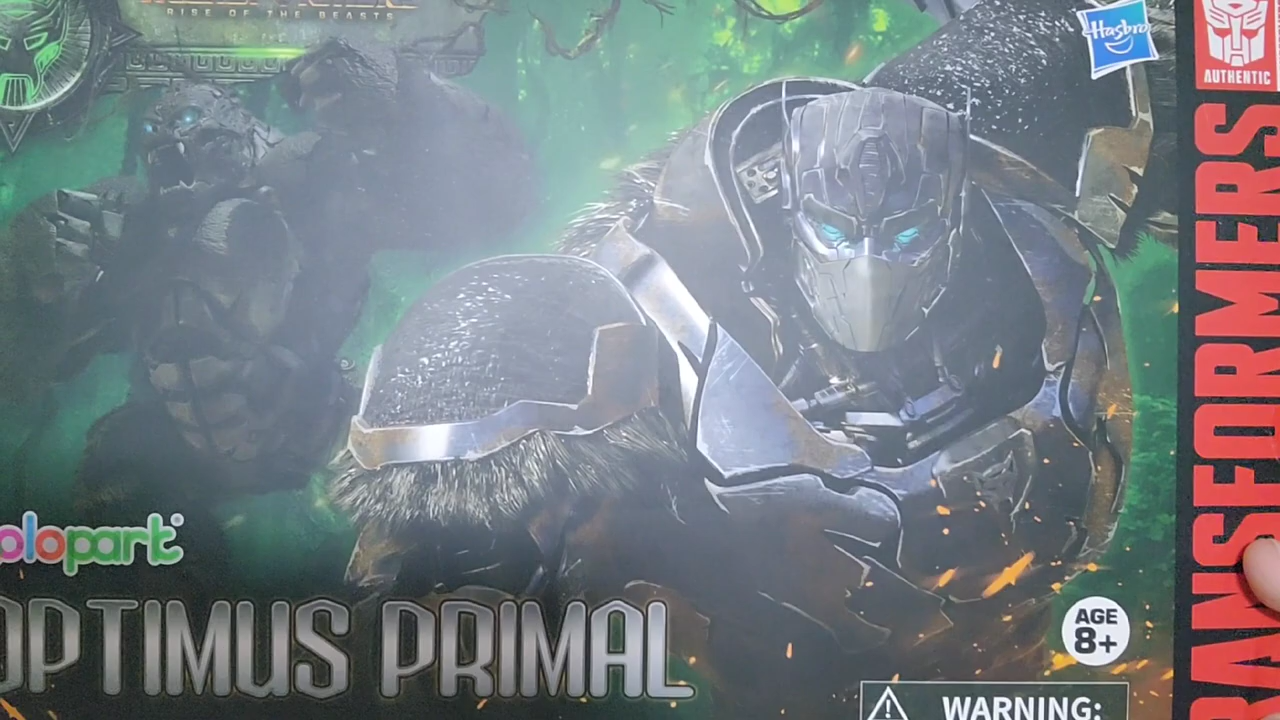 RISE OF THE BEASTS
Hasbro
AUTHENTIC
TRANSFORMERS
olopart
OPTIMUS PRIMAL
AGE
8+
WARNING: